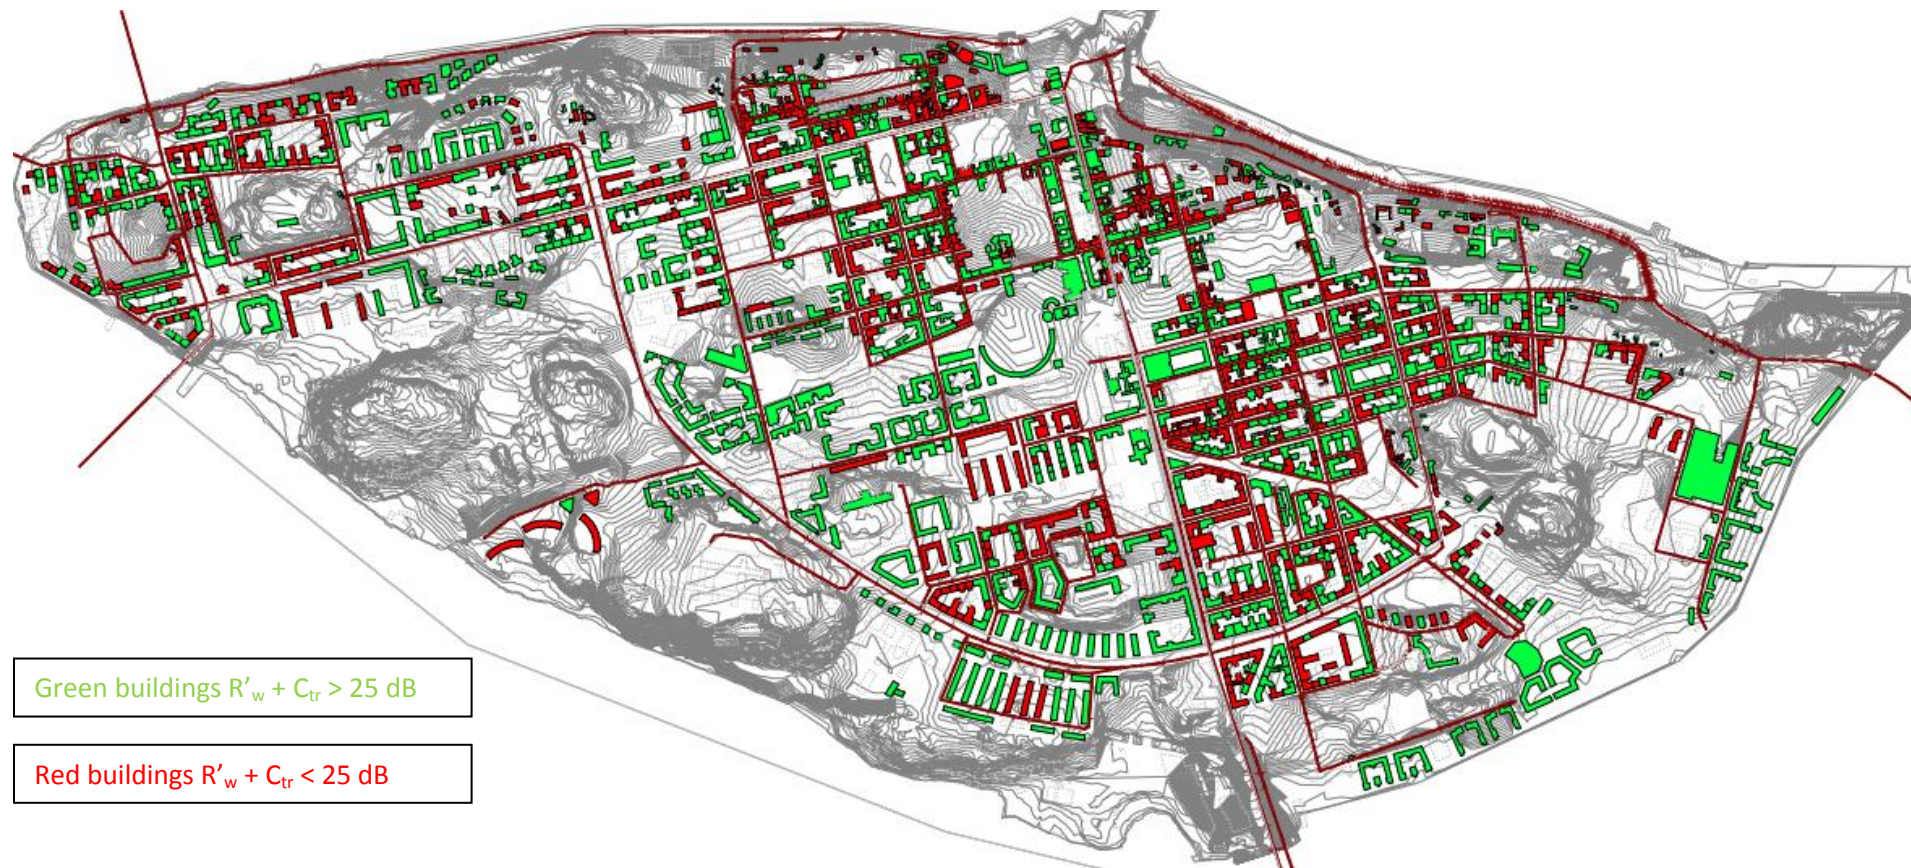 Green buildings R’w + Ctr > 25 dB
Red buildings R’w + Ctr < 25 dB